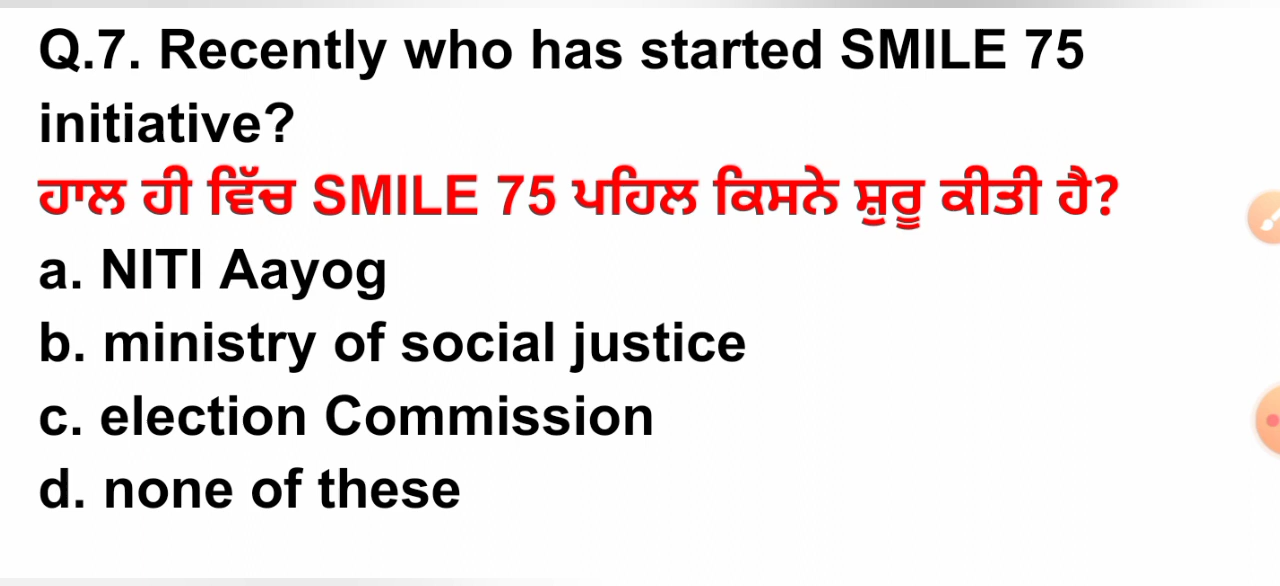 Q.7. Recently who has started SMILE 75
initiative?
ਹਾਲ ਹੀ ਵਿੱਚ SMILE 75 ਪਹਿਲ ਕਿਸਨੇ ਸ਼ੁਰੂ ਕੀਤੀ ਹੈ?
a. NITI Aayog
b. ministry of social justice
c. election Commission
d. none of these